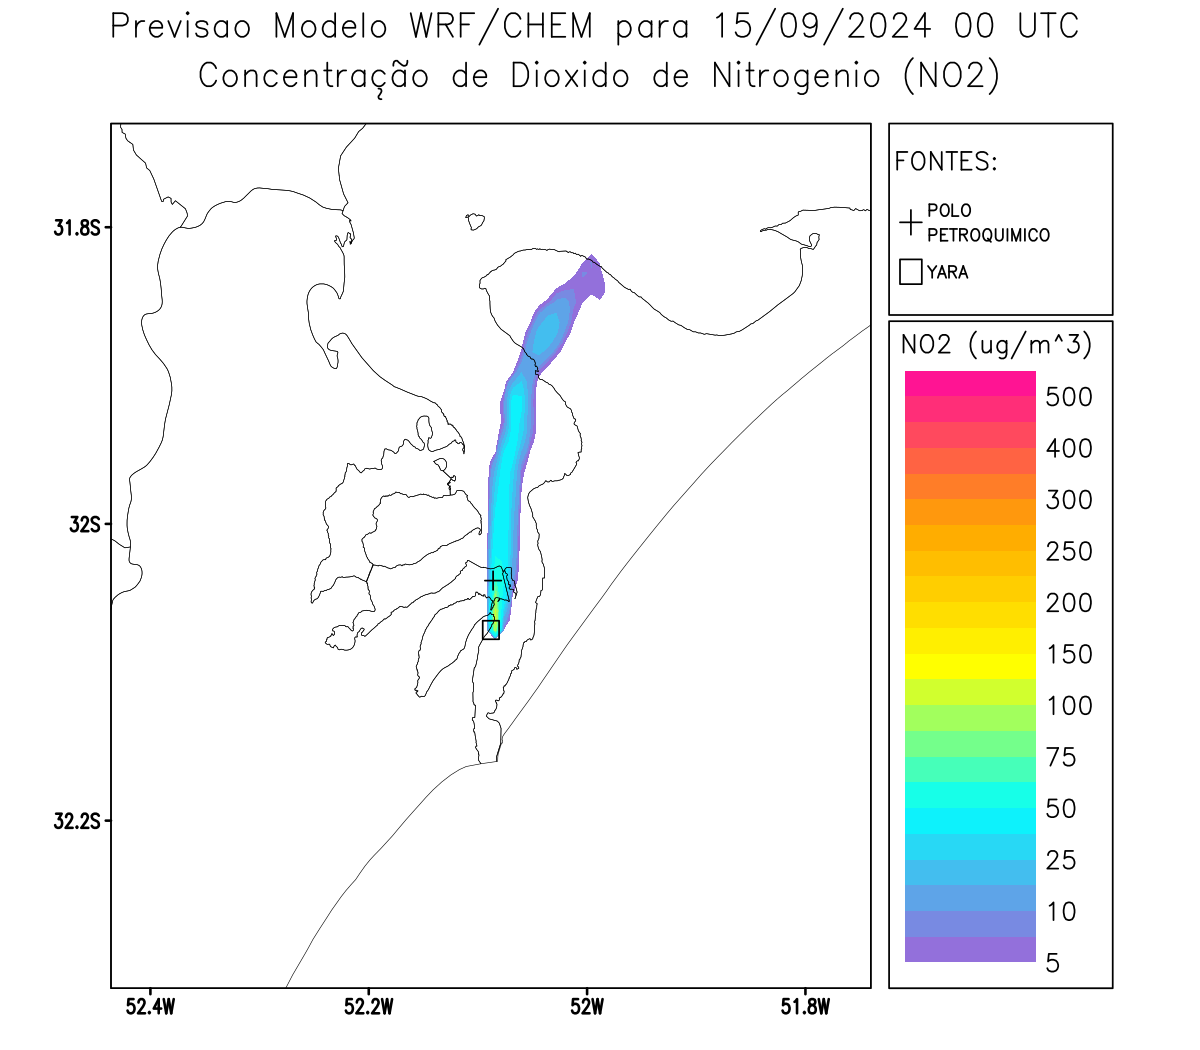 Previsao Modelo WRF/CHEM para 15/09/2024 00 UTC
Concentração de Dioxido de Nitrogenio (NO2)
FONTES:
POLO
PETROQUIMICO
YARA
NO2 (ug/m^3)
500
400
300
250
200
150
100
75
50
25
10
5
31.8S
32S
32.2S
52.4W
52.2W
52W
51.8W